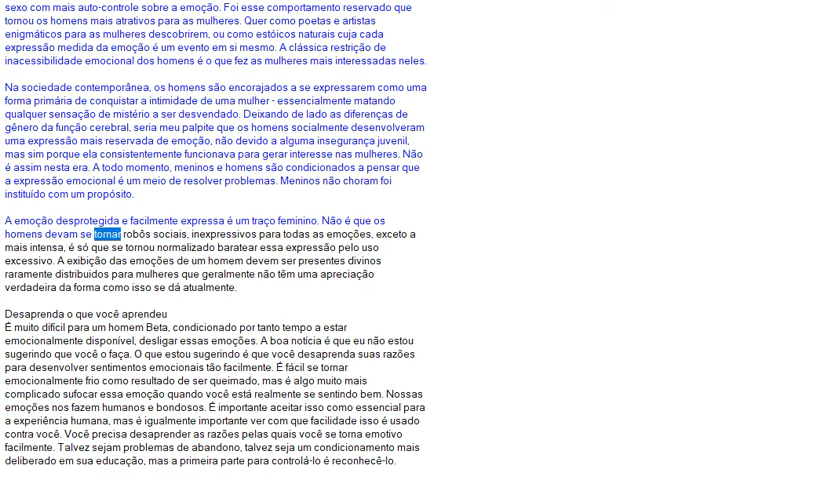 sexo com mais auto-controle sobre a emoção. Foi esse comportamento reservado que
tornou os homens mais atrativos para as mulheres. Quer como poetas e artistas
enigmáticos para as mulheres descobrirem, ou como estóicos naturais cuja cada
expressão medida da emoção é um evento em si mesmo. A clássica restrição de
inacessibilidade emocional dos homens é o que fez as mulheres mais interessadas neles.

Na sociedade contemporânea, os homens são encorajados a se expressarem como uma
forma primária de conquistar a intimidade de uma mulher - essencialmente matando
qualquer sensação de mistério a ser desvendado. Deixando de lado as diferenças de
gênero da função cerebral, seria meu palpite que os homens socialmente desenvolveram
uma expressão mais reservada de emoção, não devido a alguma insegurança juvenil,
mas sim porque ela consistentemente funcionava para gerar interesse nas mulheres. Não
é assim nesta era. A todo momento, meninos e homens são condicionados a pensar que
a expressão emocional é um meio de resolver problemas. Meninos não choram foi
instituído com um propósito.

A emoção desprotegida e facilmente expressa é um traço feminino. Não é que os
homens devam se tornar robôs sociais, inexpressivos para todas as emoções, exceto a
mais intensa, é só que se tornou normalizado baratear essa expressão pelo uso
excessivo. A exibição das emoções de um homem devem ser presentes divinos
raramente distribuidos para mulheres que geralmente não têm uma apreciação
verdadeira da forma como isso se dá atualmente.

Desaprenda o que você aprendeu
É muito difícil para um homem Beta, condicionado por tanto tempo a estar
emocionalmente disponível, desligar essas emoções. A boa notícia é que eu não estou
sugerindo que você o faça. O que estou sugerindo é que você desaprenda suas razões
para desenvolver sentimentos emocionais tão facilmente. É fácil se tornar
emocionalmente frio como resultado de ser queimado, mas é algo muito mais
complicado sufocar essa emoção quando você está realmente se sentindo bem. Nossas
emoções nos fazem humanos e bondosos. É importante aceitar isso como essencial para
a experiência humana, mas é igualmente importante ver com que facilidade isso é usado
contra você. Você precisa desaprender as razões pelas quais você se torna emotivo
facilmente. Talvez sejam problemas de abandono, talvez seja um condicionamento mais
deliberado em sua educação, mas a primeira parte para controlá-lo é reconhecê-lo.